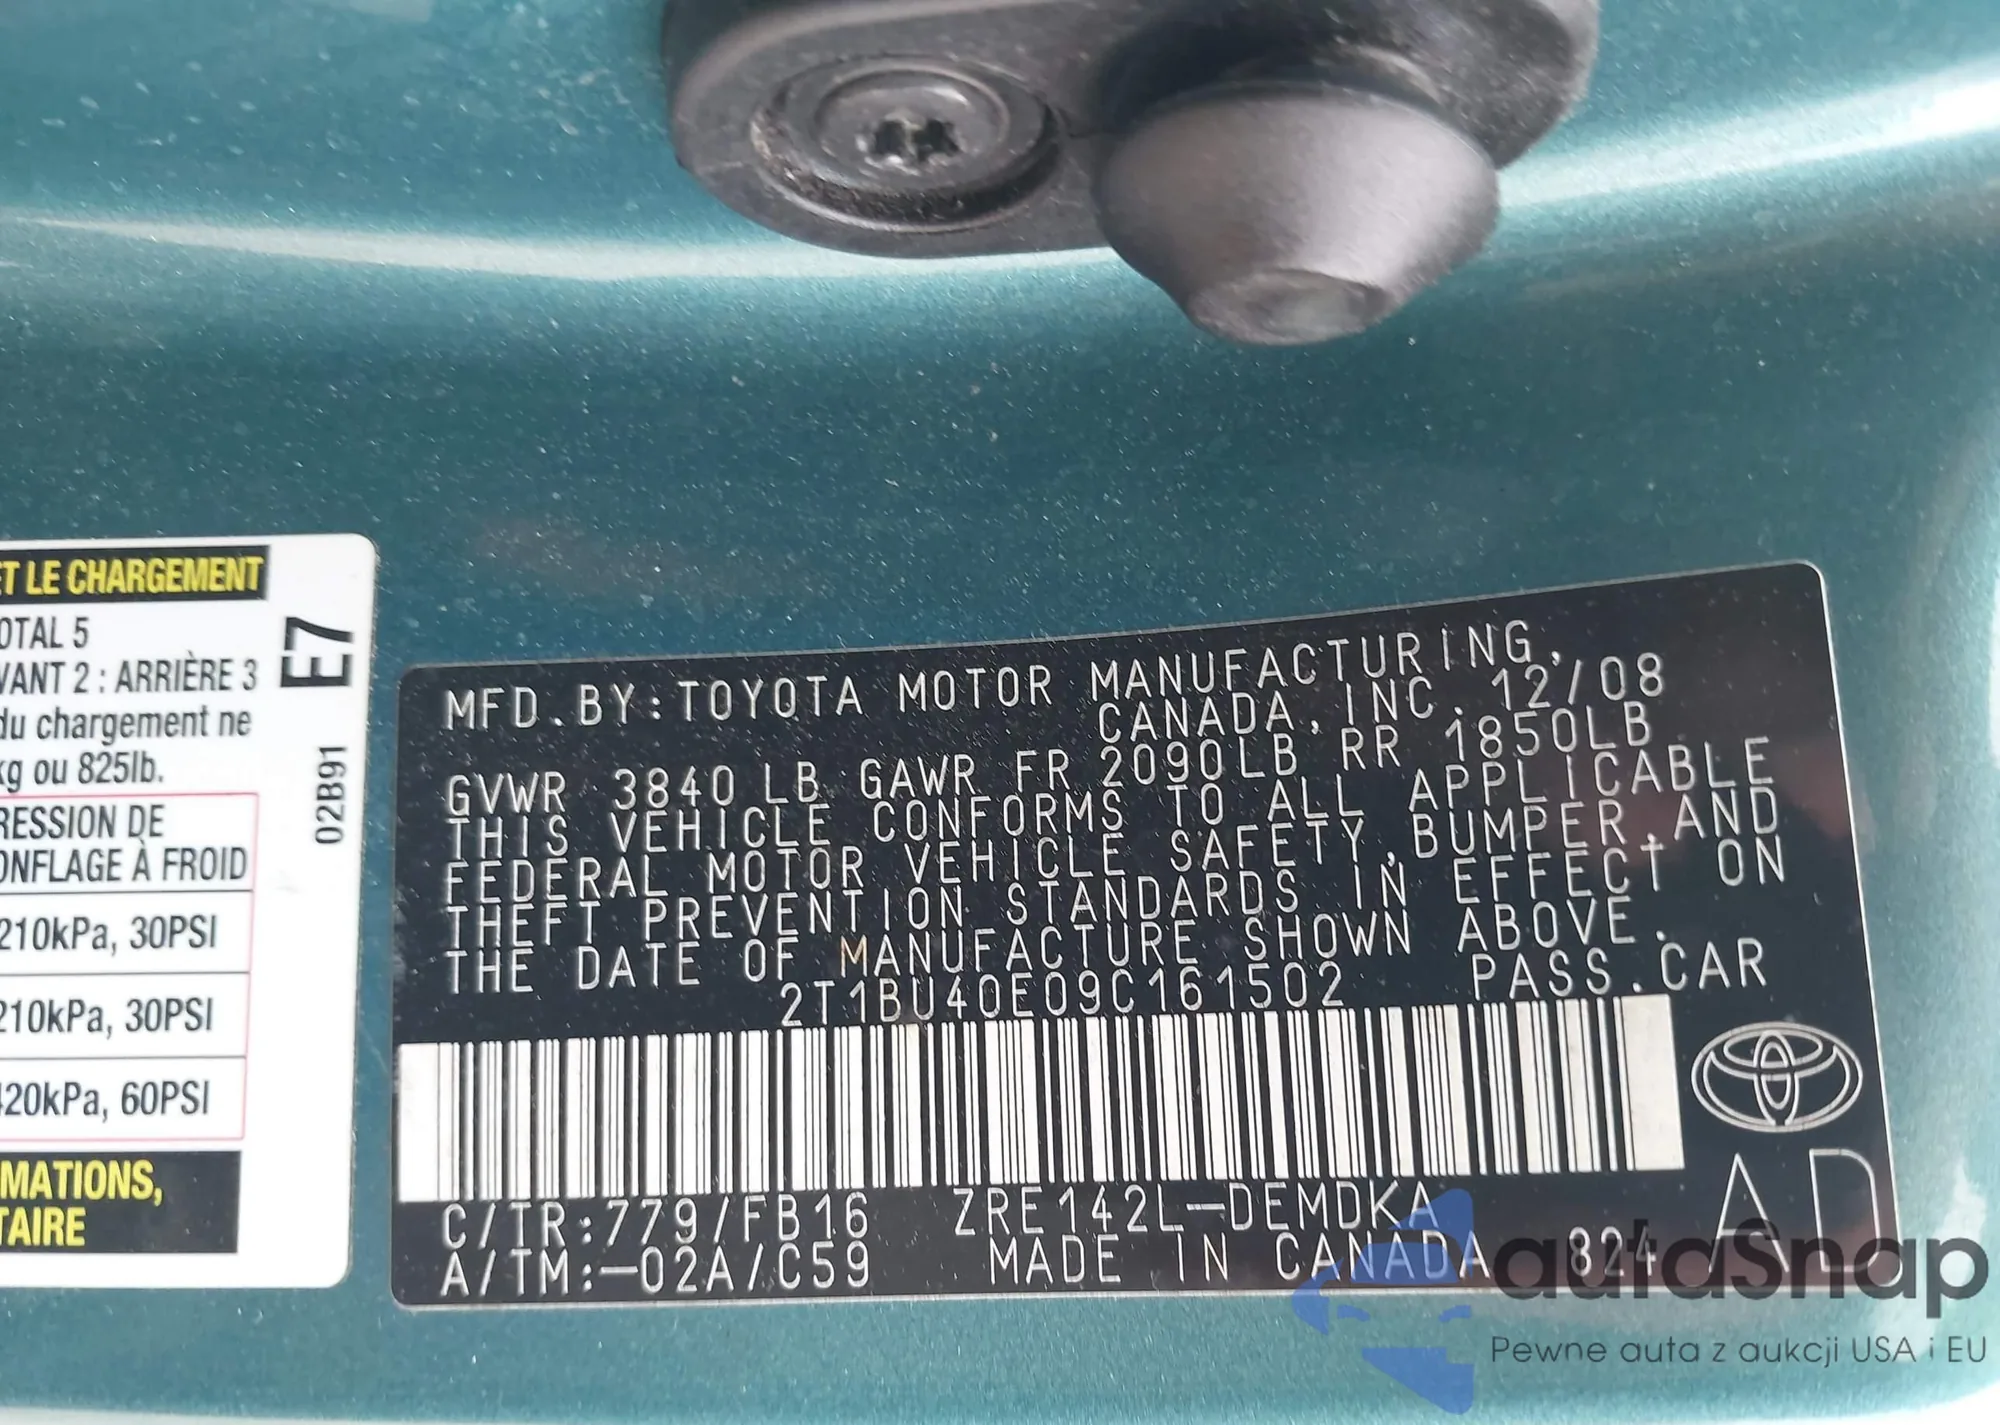 ET LE CHARGEMENT
OTAL 5
VANT 2 : ARRIÈRE 3
du chargement ne
kg ou 825lb.
RESSION DE
ONFLAGE À FROID
210kPa, 30PSI
210kPa, 30PSI
420kPa, 60PSI
MATIONS,
TAIRE
E7
02B91
MFD.BY:TOYOTA MOTOR MANUFACTURING,
CANADA,INC. 12/08
GVWR 3840 LB GAWR FR 2090LB RR 1850LB
THIS VEHICLE CONFORMS TO ALL APPLICABLE
FEDERAL MOTOR VEHICLE SAFETY,BUMPER,AND
THEFT PREVENTION STANDARDS IN EFFECT ON
THE DATE OF MANUFACTURE SHOWN ABOVE.
2T1BU40E09C161502 PASS.CAR
C/TR:779/FB16 ZRE142L-DEMDKA
A/TM:-02A/C59 MADE IN CANADA 824
AD
autoSnap
Pewne auta z aukcji USA i EU